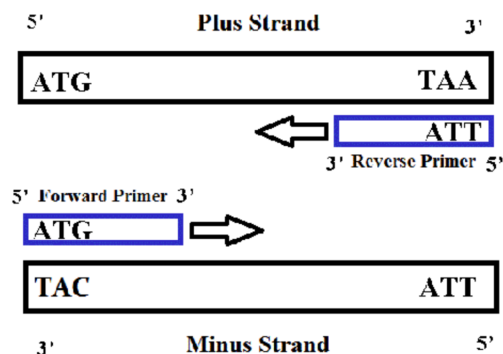 5' Plus Strand 3'
ATG TAA
ATT
3' Reverse Primer 5'
5' Forward Primer 3'
ATG
TAC ATT
3' Minus Strand 5'